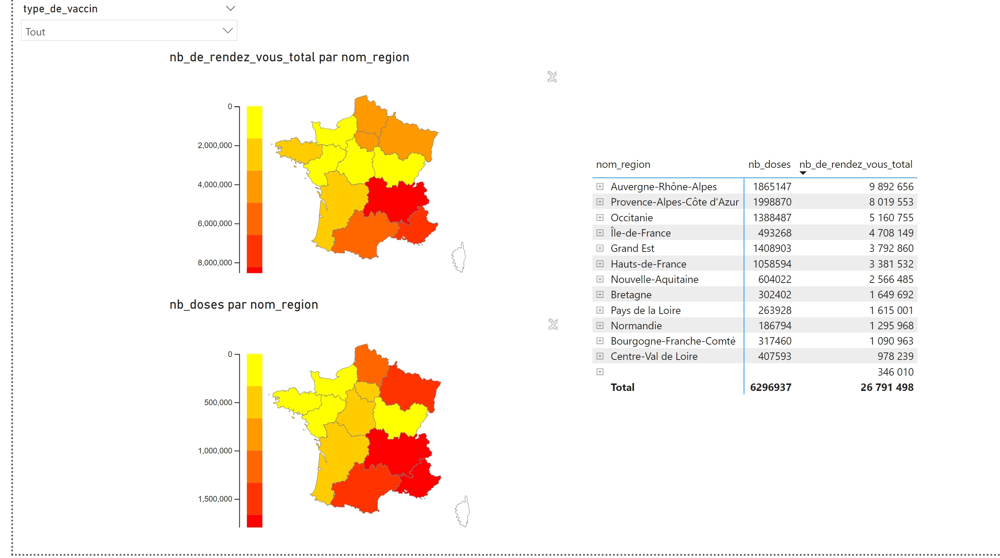 type_de_vaccin
Tout
nb_de_rendez_vous_total par nom_region
0
2,000,000
4,000,000
6,000,000
8,000,000
nb_doses par nom_region
0
500,000
1,000,000
1,500,000
nom_region nb_doses nb_de_rendez_vous_total
Auvergne-Rhône-Alpes 1865147 9 892 656
Provence-Alpes-Côte d'Azur 1998870 8 019 553
Occitanie 1388487 5 160 755
Île-de-France 493268 4 708 149
Grand Est 1408903 3 792 860
Hauts-de-France 1058594 3 381 532
Nouvelle-Aquitaine 604022 2 566 485
Bretagne 302402 1 649 692
Pays de la Loire 263928 1 615 001
Normandie 186794 1 295 968
Bourgogne-Franche-Comté 317460 1 090 963
Centre-Val de Loire 407593 978 239
346 010
Total 6296937 26 791 498